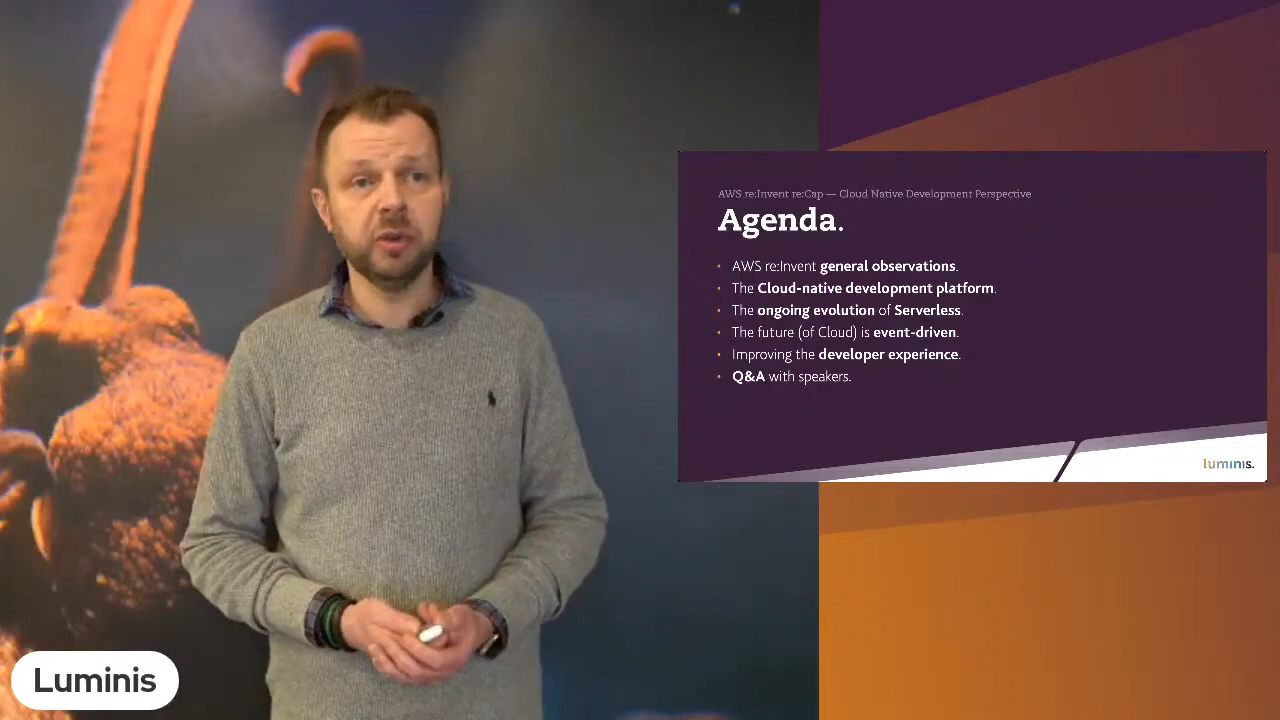 AWS re:Invent re:Cap — Cloud Native Development Perspective
Agenda.
• AWS re:Invent general observations.
• The Cloud-native development platform.
• The ongoing evolution of Serverless.
• The future (of Cloud) is event-driven.
• Improving the developer experience.
• Q&A with speakers.
luminis.
Luminis